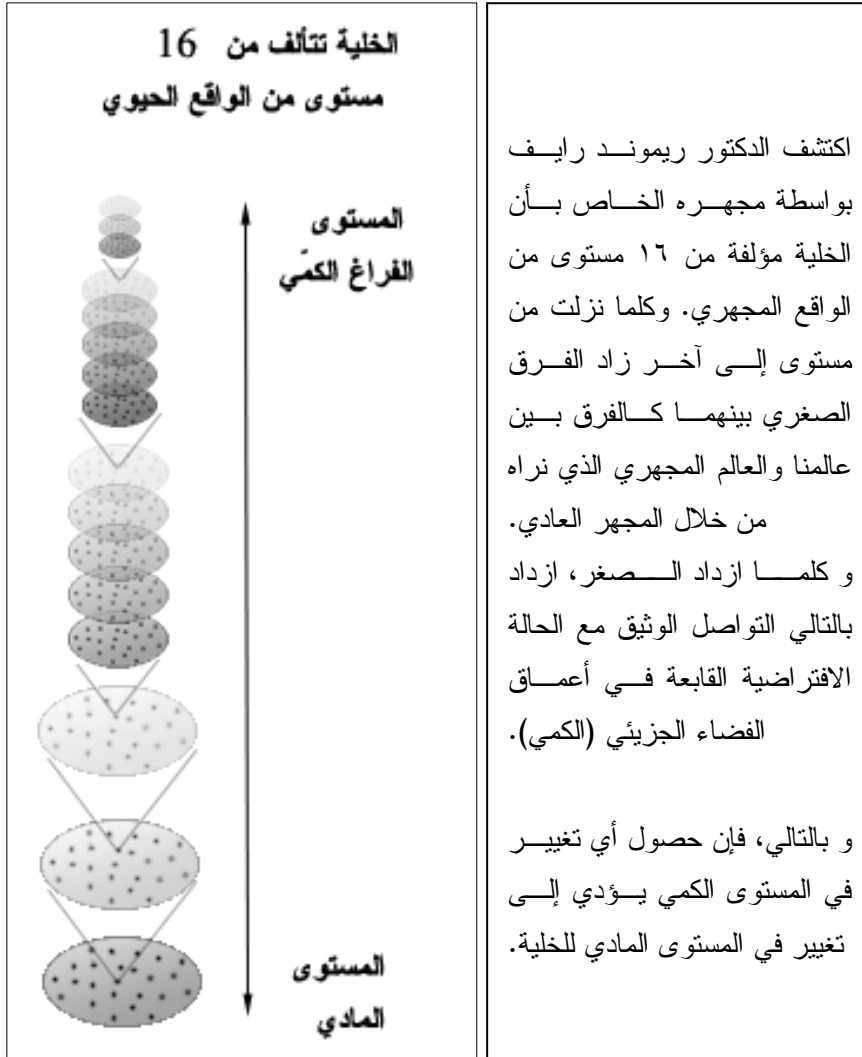 الخلية تتألف من 16
مستوى من الواقع الحيوي
المستوى
الفراغ الكمّي
المستوى
المادي
اكتشف الدكتور ريموند رايف
بواسطة مجهره الخاص بأن
الخلية مؤلفة من ١٦ مستوى من
الواقع المجهري. وكلما نزلت من
مستوى إلى آخر زاد الفرق
الصغري بينهما كالفرق بين
عالمنا والعالم المجهري الذي نراه
من خلال المجهر العادي.
و كلما ازداد الصغر، ازداد
بالتالي التواصل الوثيق مع الحالة
الافتراضية القابعة في أعماق
الفضاء الجزيئي (الكمي).
و بالتالي، فإن حصول أي تغيير
في المستوى الكمي يؤدي إلى
تغيير في المستوى المادي للخلية.